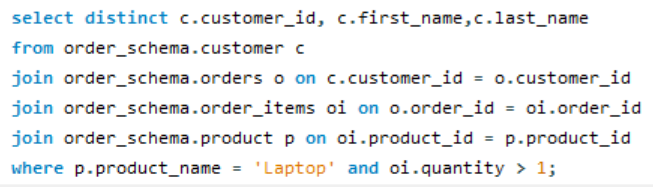 select distinct c.customer_id, c.first_name,c.last_name
from order_schema.customer c
join order_schema.orders o on c.customer_id = o.customer_id
join order_schema.order_items oi on o.order_id = oi.order_id
join order_schema.product p on oi.product_id = p.product_id
where p.product_name = 'Laptop' and oi.quantity > 1;